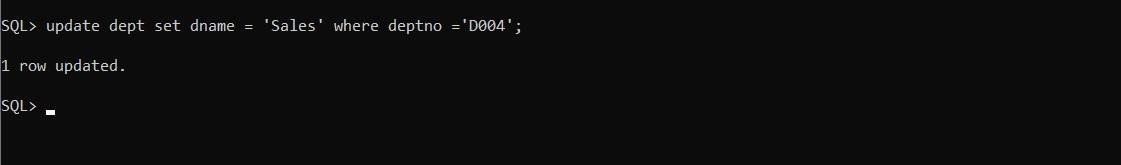 SQL> update dept set dname = 'Sales' where deptno ='D004';
1 row updated.
SQL>